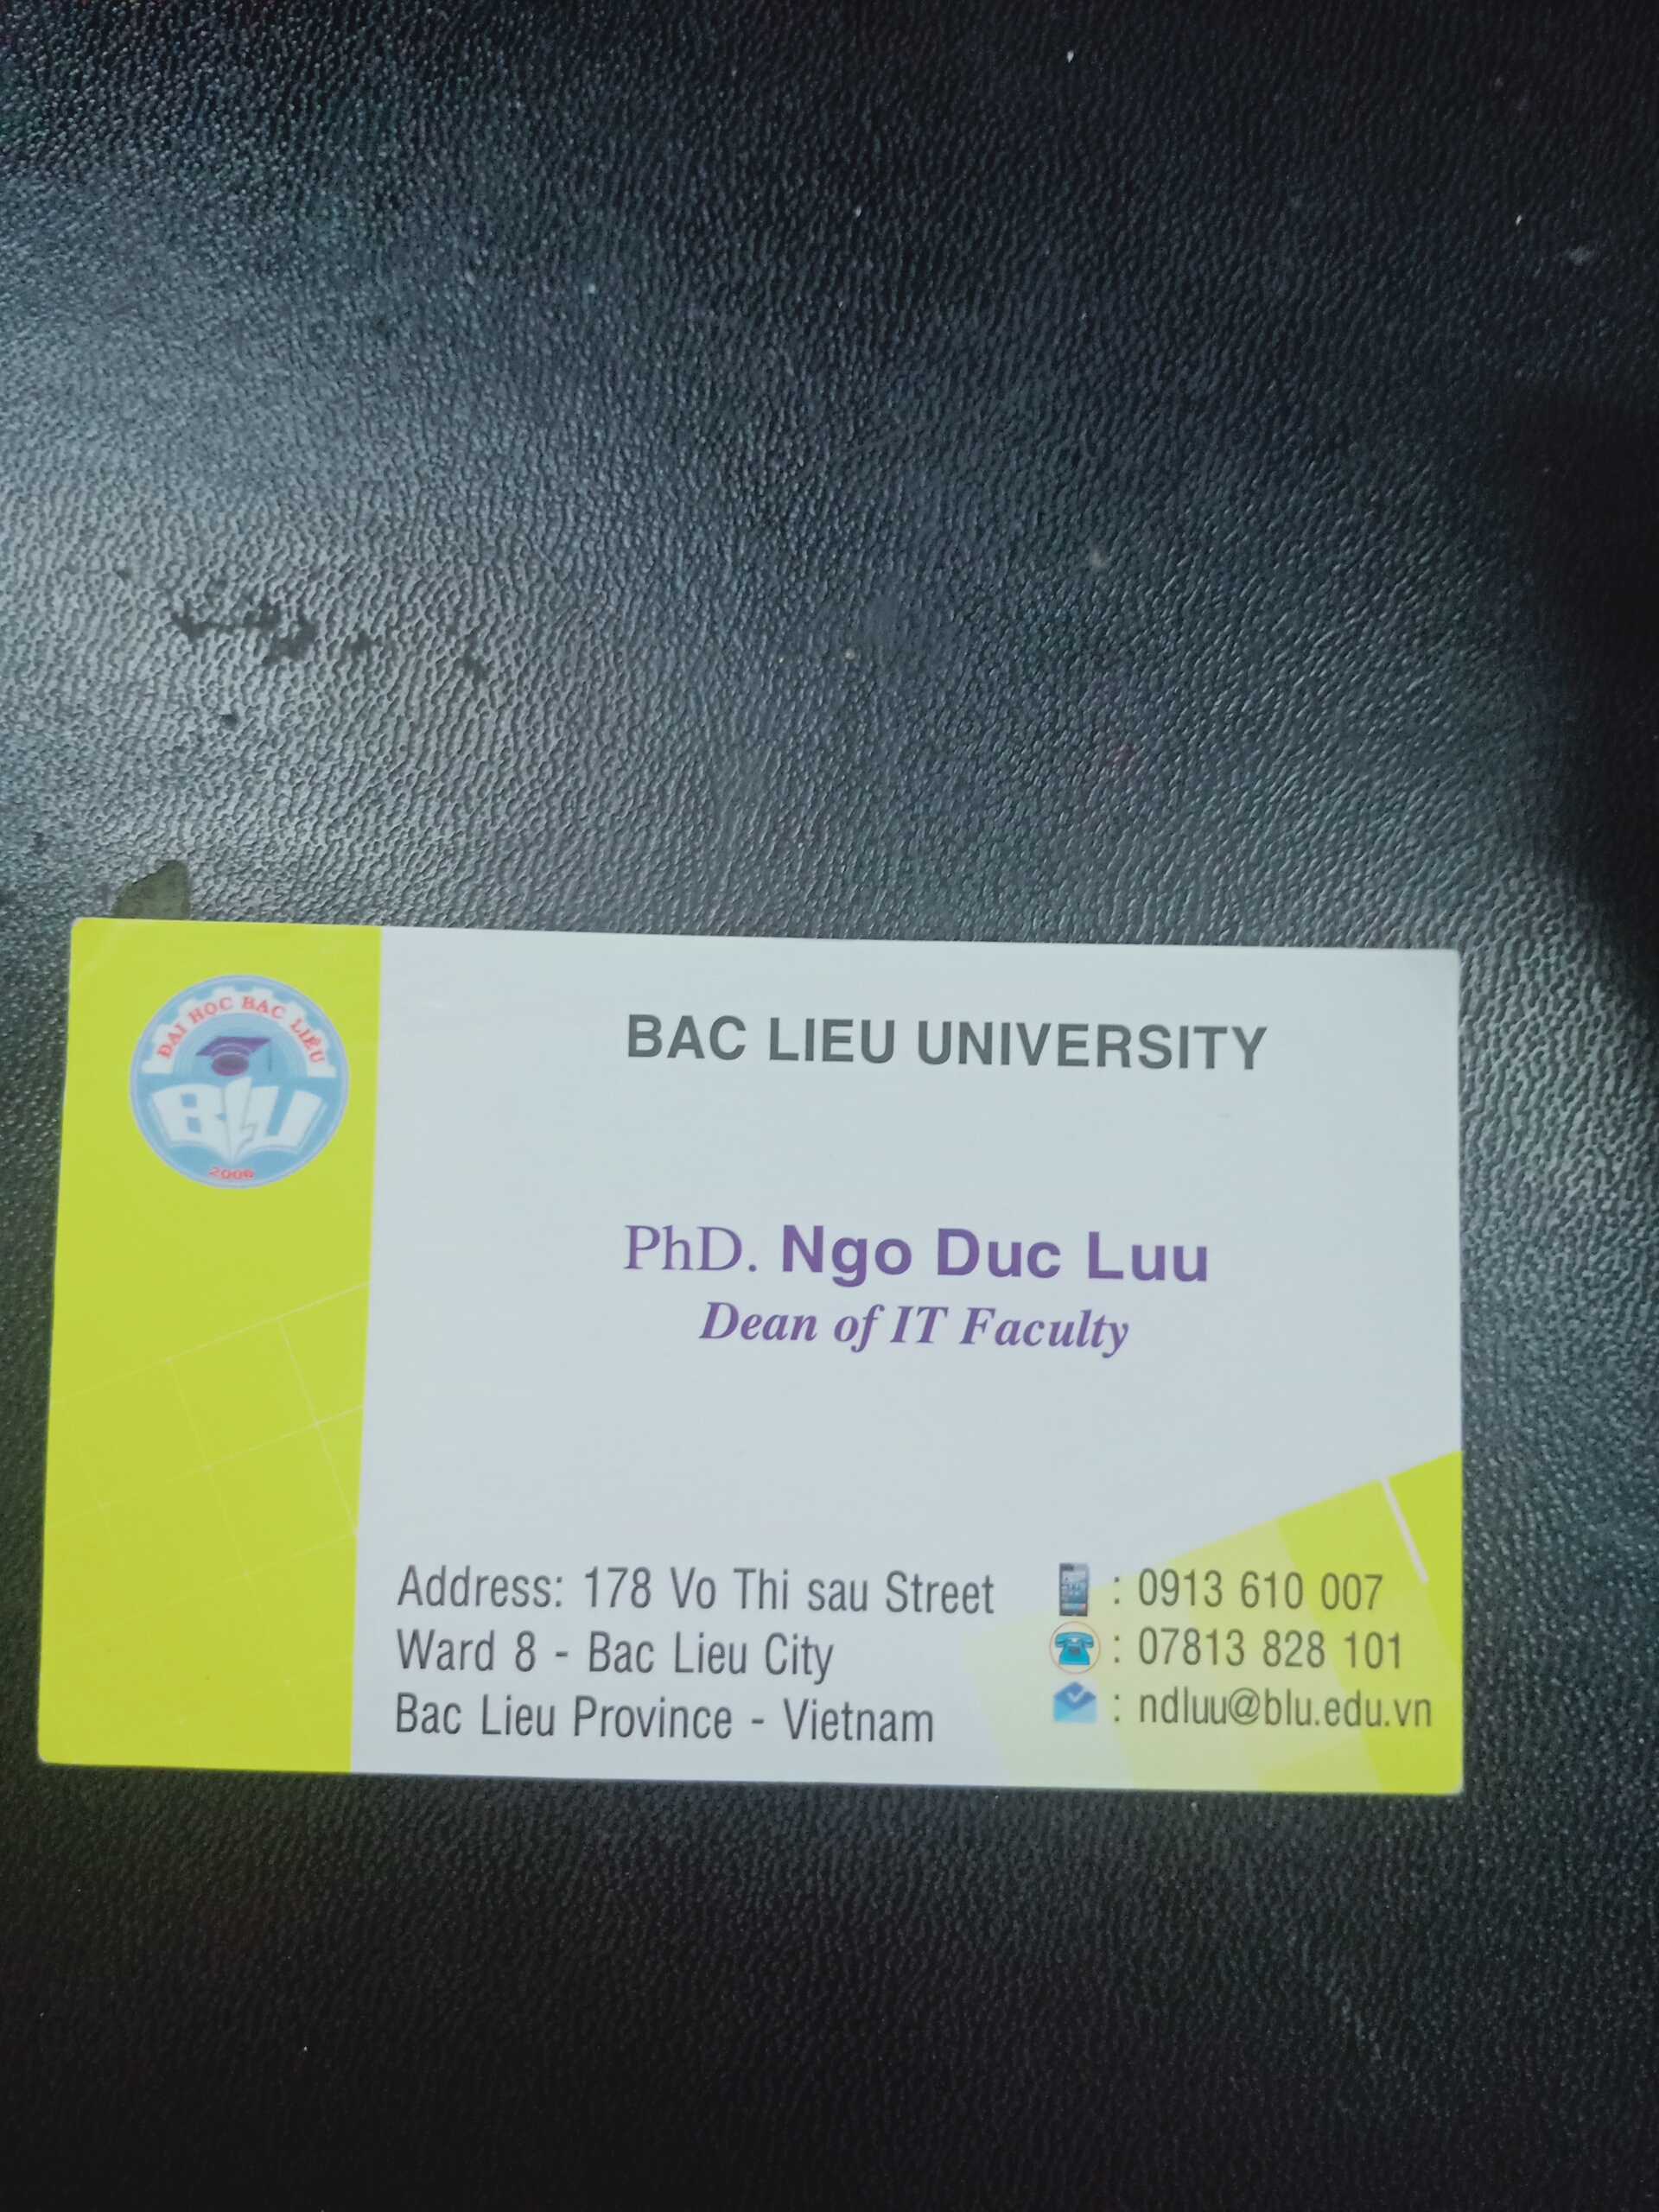 ĐẠI HỌC BẠC LIÊU
BLU
BAC LIEU UNIVERSITY
PhD. Ngo Duc Luu
Dean of IT Faculty
Address: 178 Vo Thi sau Street
Ward 8 - Bac Lieu City
Bac Lieu Province - Vietnam
: 0913 610 007
: 07813 828 101
: ndluu@blu.edu.vn